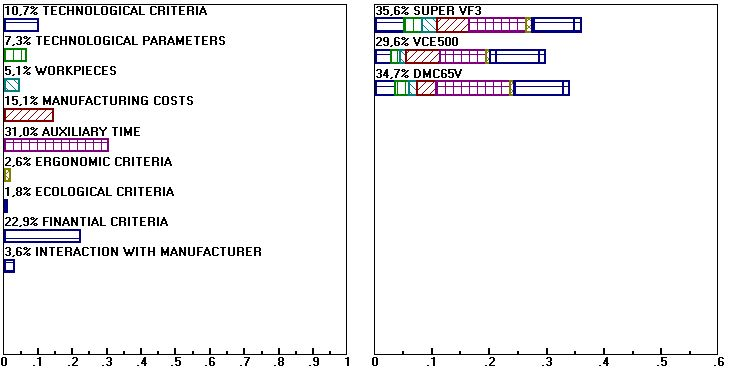 10,7% TECHNOLOGICAL CRITERIA
7,3% TECHNOLOGICAL PARAMETERS
5,1% WORKPIECES
15,1% MANUFACTURING COSTS
31,0% AUXILIARY TIME
2,6% ERGONOMIC CRITERIA
1,8% ECOLOGICAL CRITERIA
22,9% FINANTIAL CRITERIA
3,6% INTERACTION WITH MANUFACTURER
0 .1 .2 .3 .4 .5 .6 .7 .8 .9 1
35,6% SUPER VF3
29,6% VCE500
34,7% DMC65V
0 .1 .2 .3 .4 .5 .6